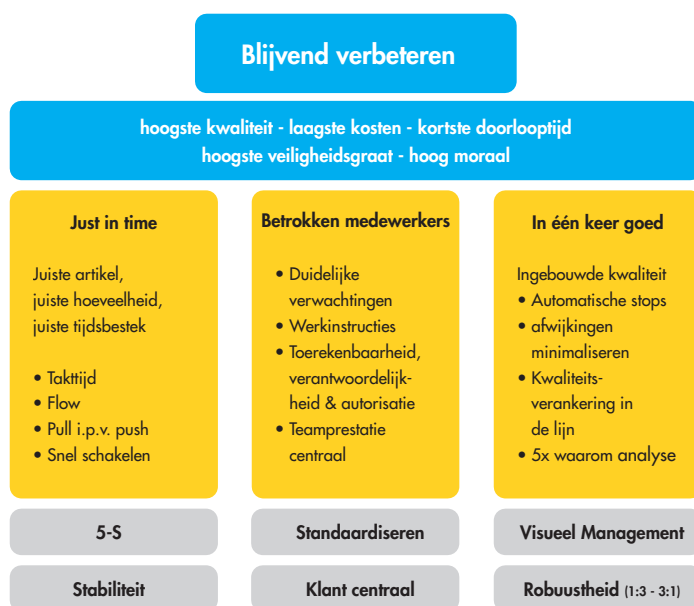 Blijvend verbeteren
hoogste kwaliteit - laagste kosten - kortste doorlooptijd
hoogste veiligheidsgraat - hoog moraal
Just in time
Juiste artikel,
juiste hoeveelheid,
juiste tijdsbestek
• Takttijd
• Flow
• Pull i.p.v. push
• Snel schakelen
Betrokken medewerkers
• Duidelijke
verwachtingen
• Werkinstructies
• Toerekenbaarheid,
verantwoordelijk-
heid & autorisatie
• Teamprestatie
centraal
In één keer goed
Ingebouwde kwaliteit
• Automatische stops
• afwijkingen
minimaliseren
• Kwaliteits-
verankering in
de lijn
• 5x waarom analyse
5-S
Standaardiseren
Visueel Management
Stabiliteit
Klant centraal
Robuustheid (1:3 - 3:1)